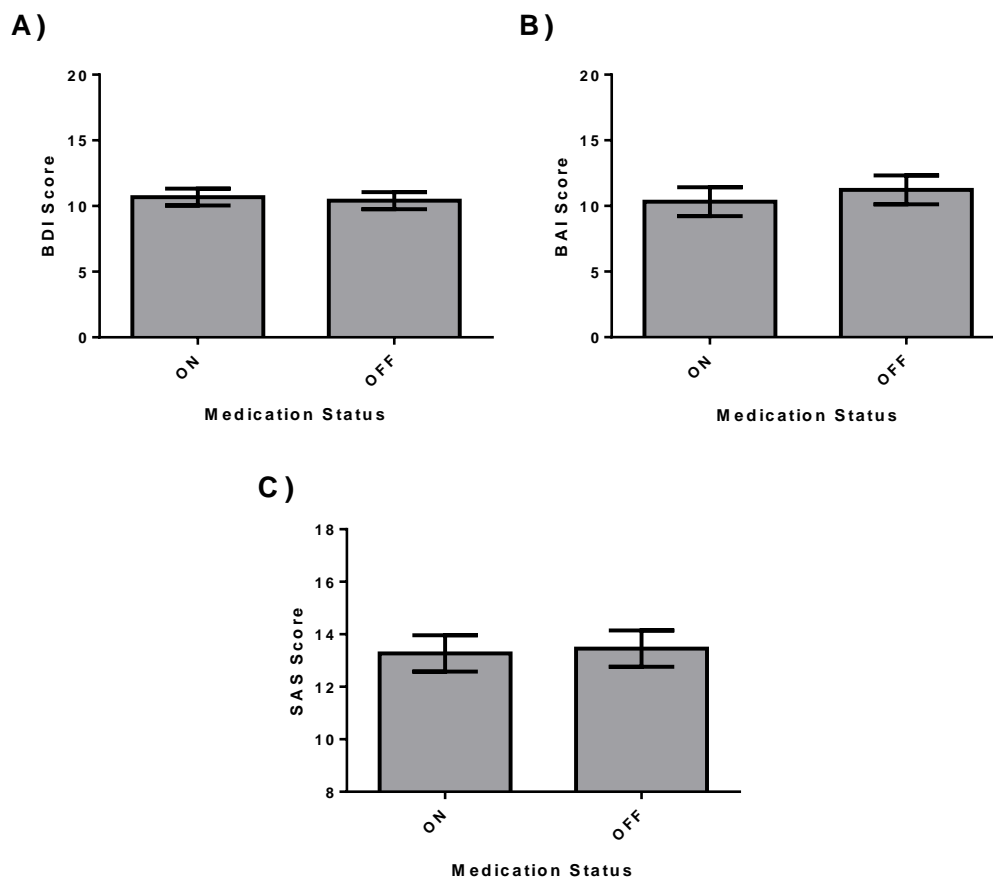 A)
B)
20
15
10
5
0
BDI Score
ON
OFF
Medication Status
20
15
10
5
0
BAI Score
ON
OFF
Medication Status
C)
18
16
14
12
10
8
SAS Score
ON
OFF
Medication Status